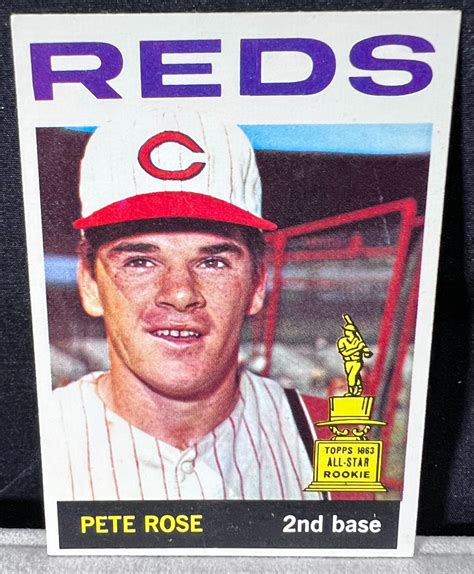 REDS
C
TOPPS 1963
ALL-STAR
ROOKIE
PETE ROSE 2nd base